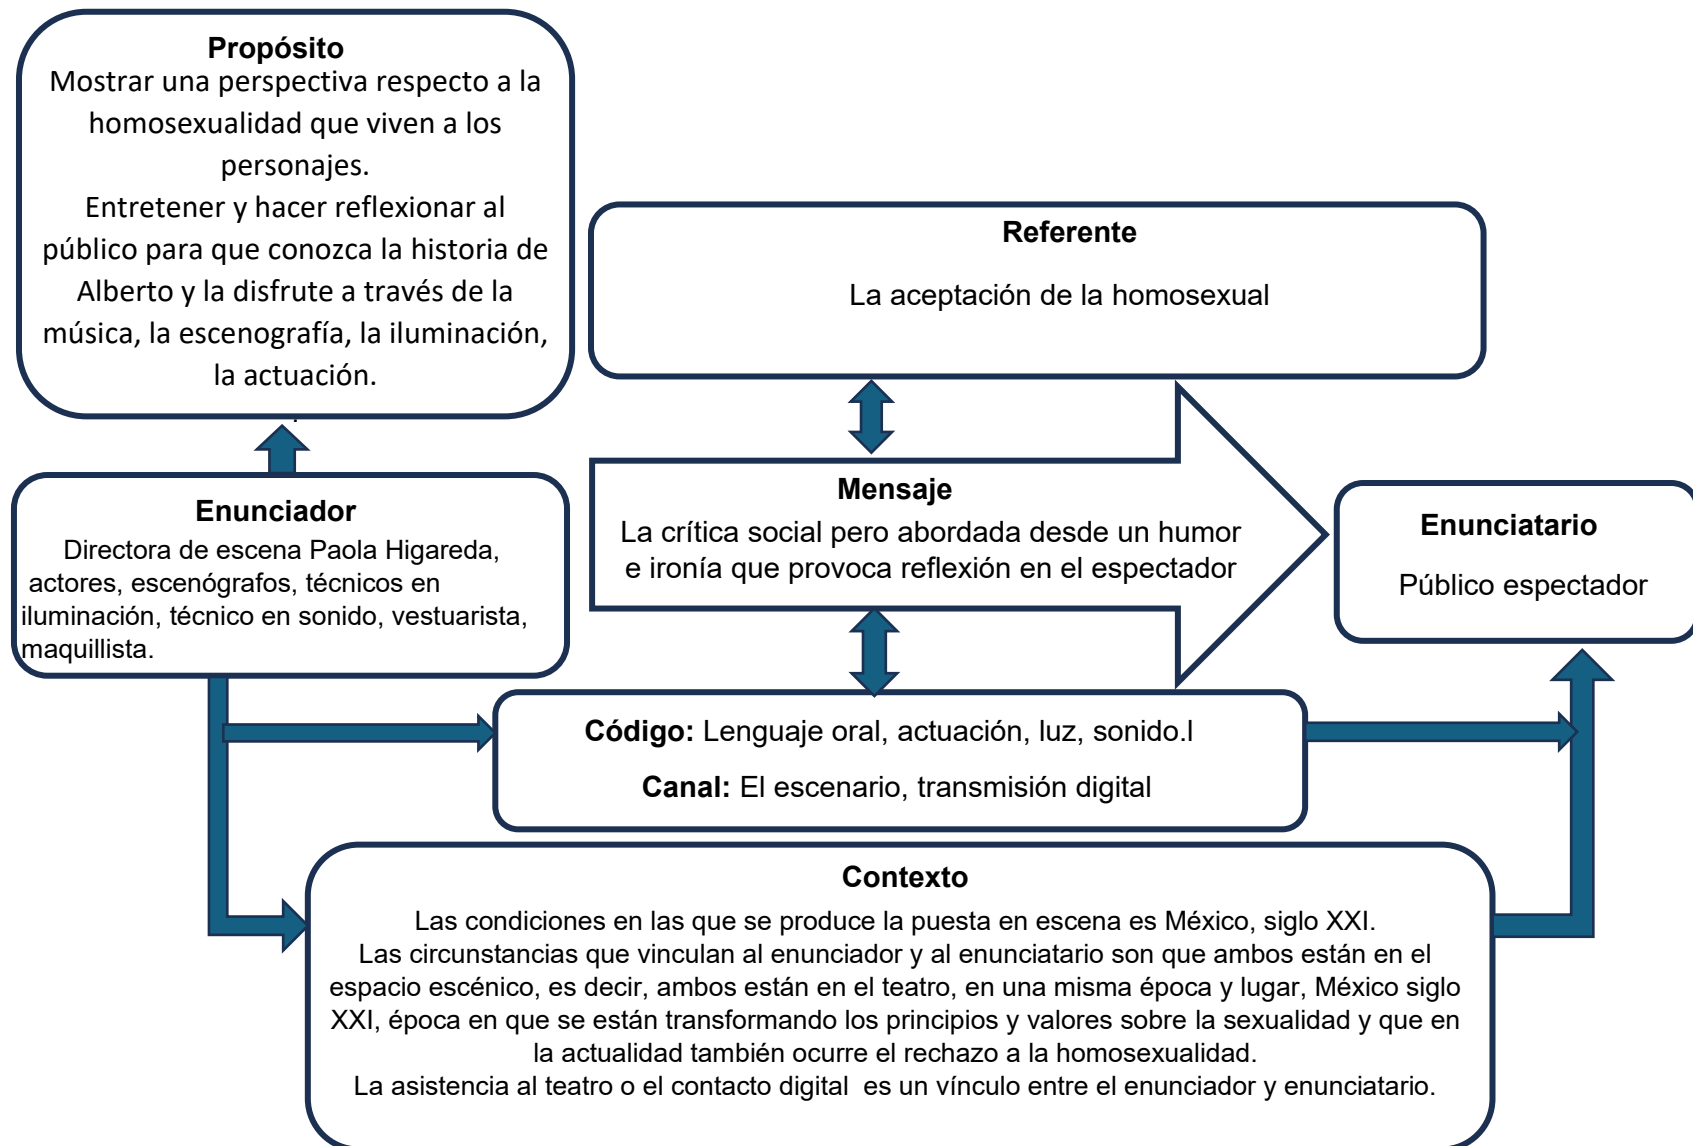 Propósito
Mostrar una perspectiva respecto a la
homosexualidad que viven a los
personajes.
Entretener y hacer reflexionar al
público para que conozca la historia de
Alberto y la disfrute a través de la
música, la escenografía, la iluminación,
la actuación.
.
Referente
La aceptación de la homosexual
Mensaje
La crítica social pero abordada desde un humor
e ironía que provoca reflexión en el espectador
Enunciador
Directora de escena Paola Higareda,
actores, escenógrafos, técnicos en
iluminación, técnico en sonido, vestuarista,
maquillista.
Enunciatario
Público espectador
Código: Lenguaje oral, actuación, luz, sonido.l
Canal: El escenario, transmisión digital
Contexto
Las condiciones en las que se produce la puesta en escena es México, siglo XXI.
Las circunstancias que vinculan al enunciador y al enunciatario son que ambos están en el
espacio escénico, es decir, ambos están en el teatro, en una misma época y lugar, México siglo
XXI, época en que se están transformando los principios y valores sobre la sexualidad y que en
la actualidad también ocurre el rechazo a la homosexualidad.
La asistencia al teatro o el contacto digital  es un vínculo entre el enunciador y enunciatario.